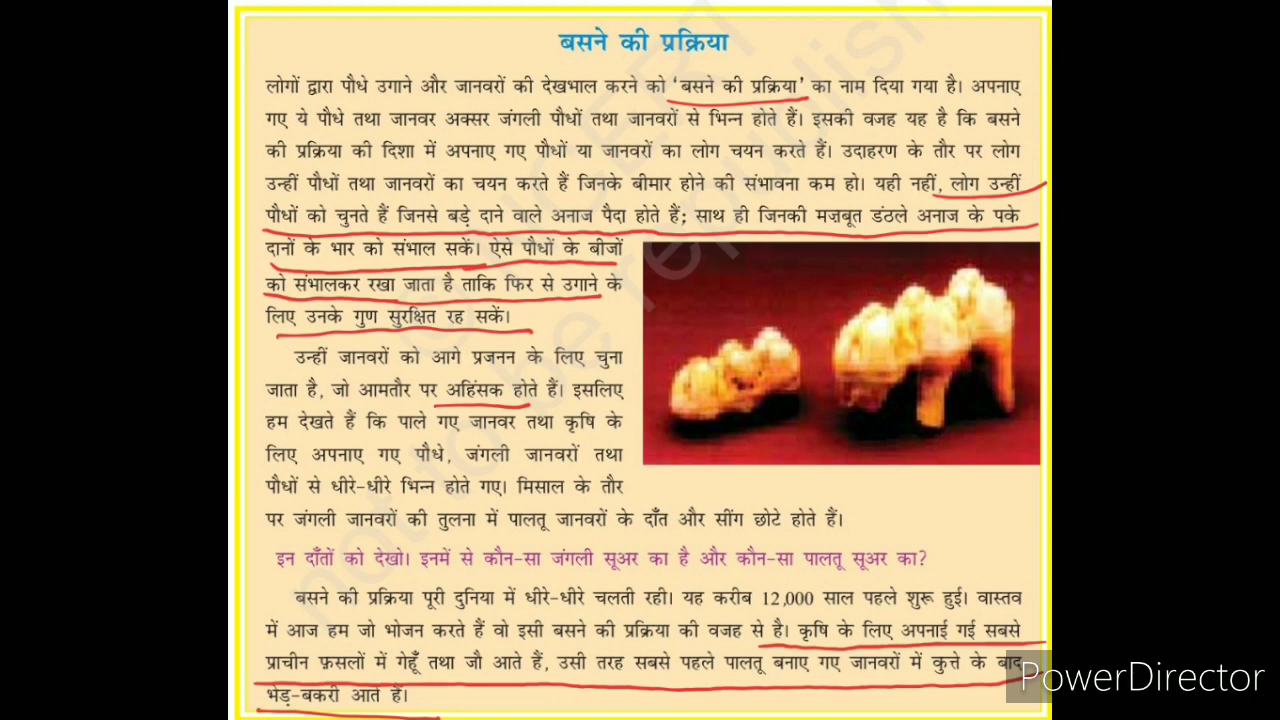 बसने की प्रक्रिया
लोगों द्वारा पौधे उगाने और जानवरों की देखभाल करने को ‘बसने की प्रक्रिया’ का नाम दिया गया है। अपनाए
गए ये पौधे तथा जानवर अक्सर जंगली पौधों तथा जानवरों से भिन्न होते हैं। इसकी वजह यह है कि बसने
की प्रक्रिया की दिशा में अपनाए गए पौधों या जानवरों का लोग चयन करते हैं। उदाहरण के तौर पर लोग
उन्हीं पौधों तथा जानवरों का चयन करते हैं जिनके बीमार होने की संभावना कम हो। यही नहीं, लोग उन्हीं
पौधों को चुनते हैं जिनसे बड़े दाने वाले अनाज पैदा होते हैं; साथ ही जिनकी मज़बूत डंठले अनाज के पके
दानों के भार को संभाल सकें। ऐसे पौधों के बीजों
को संभालकर रखा जाता है ताकि फिर से उगाने के
लिए उनके गुण सुरक्षित रह सकें।
उन्हीं जानवरों को आगे प्रजनन के लिए चुना
जाता है, जो आमतौर पर अहिंसक होते हैं। इसलिए
हम देखते हैं कि पाले गए जानवर तथा कृषि के
लिए अपनाए गए पौधे, जंगली जानवरों तथा
पौधों से धीरे-धीरे भिन्न होते गए। मिसाल के तौर
पर जंगली जानवरों की तुलना में पालतू जानवरों के दाँत और सींग छोटे होते हैं।
इन दाँतों को देखो। इनमें से कौन-सा जंगली सूअर का है और कौन-सा पालतू सूअर का?
बसने की प्रक्रिया पूरी दुनिया में धीरे-धीरे चलती रही। यह करीब 12,000 साल पहले शुरू हुई। वास्तव
में आज हम जो भोजन करते हैं वो इसी बसने की प्रक्रिया की वजह से है। कृषि के लिए अपनाई गई सबसे
प्राचीन फ़सलों में गेहूँ तथा जौ आते हैं, उसी तरह सबसे पहले पालतू बनाए गए जानवरों में कुत्ते के बाद
भेड़-बकरी आते हैं।
PowerDirector
not to be republish